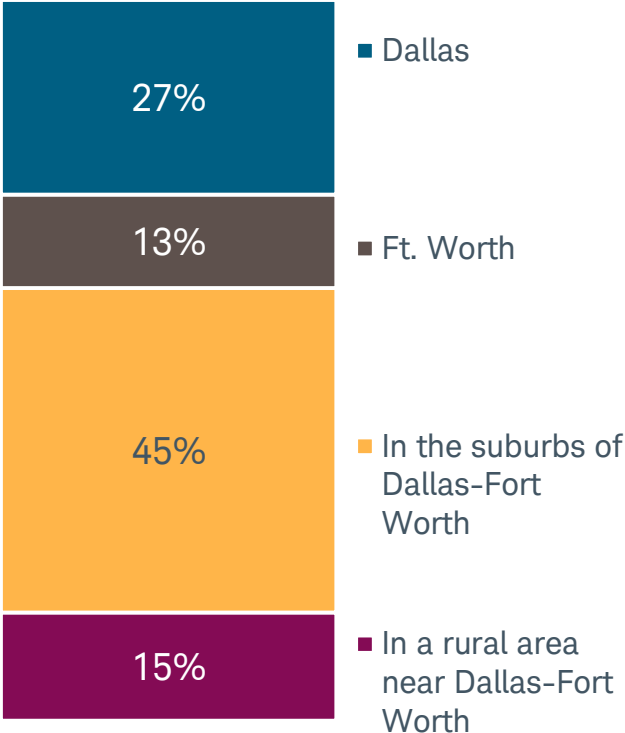 27%
Dallas
13%
Ft. Worth
45%
In the suburbs of
Dallas-Fort
Worth
15%
In a rural area
near Dallas-Fort
Worth